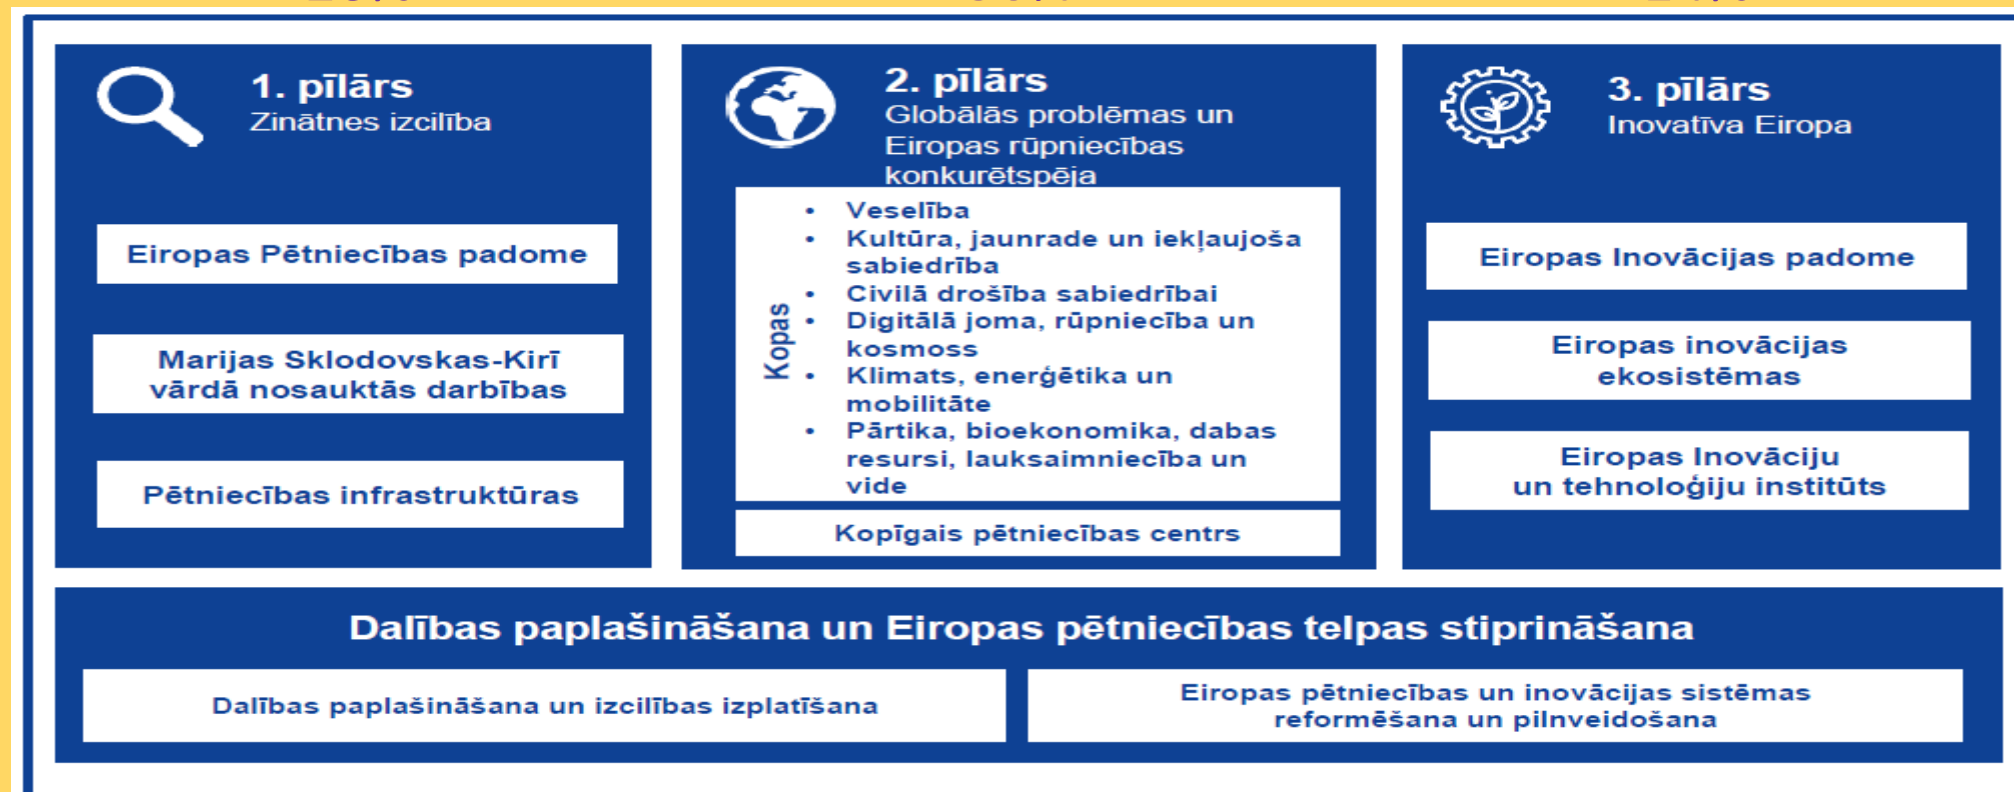 1. pīlārs
Zinātnes izcilība
Eiropas Pētniecības padome
Marijas Sklodovskas-Kirī
vārdā nosauktās darbības
Pētniecības infrastruktūras
2. pīlārs
Globālās problēmas un
Eiropas rūpniecības
konkurētspēja
Kopas
• Veselība
• Kultūra, jaunrade un iekļaujoša
sabiedrība
• Civilā drošība sabiedrībai
• Digitālā joma, rūpniecība un
kosmoss
• Klimats, enerģētika un
mobilitāte
• Pārtika, bioekonomika, dabas
resursi, lauksaimniecība un
vide
Kopīgais pētniecības centrs
3. pīlārs
Inovatīva Eiropa
Eiropas Inovācijas padome
Eiropas inovācijas
ekosistēmas
Eiropas Inovāciju
un tehnoloģiju institūts
Dalības paplašināšana un Eiropas pētniecības telpas stiprināšana
Dalības paplašināšana un izcilības izplatīšana
Eiropas pētniecības un inovācijas sistēmas
reformēšana un pilnveidošana